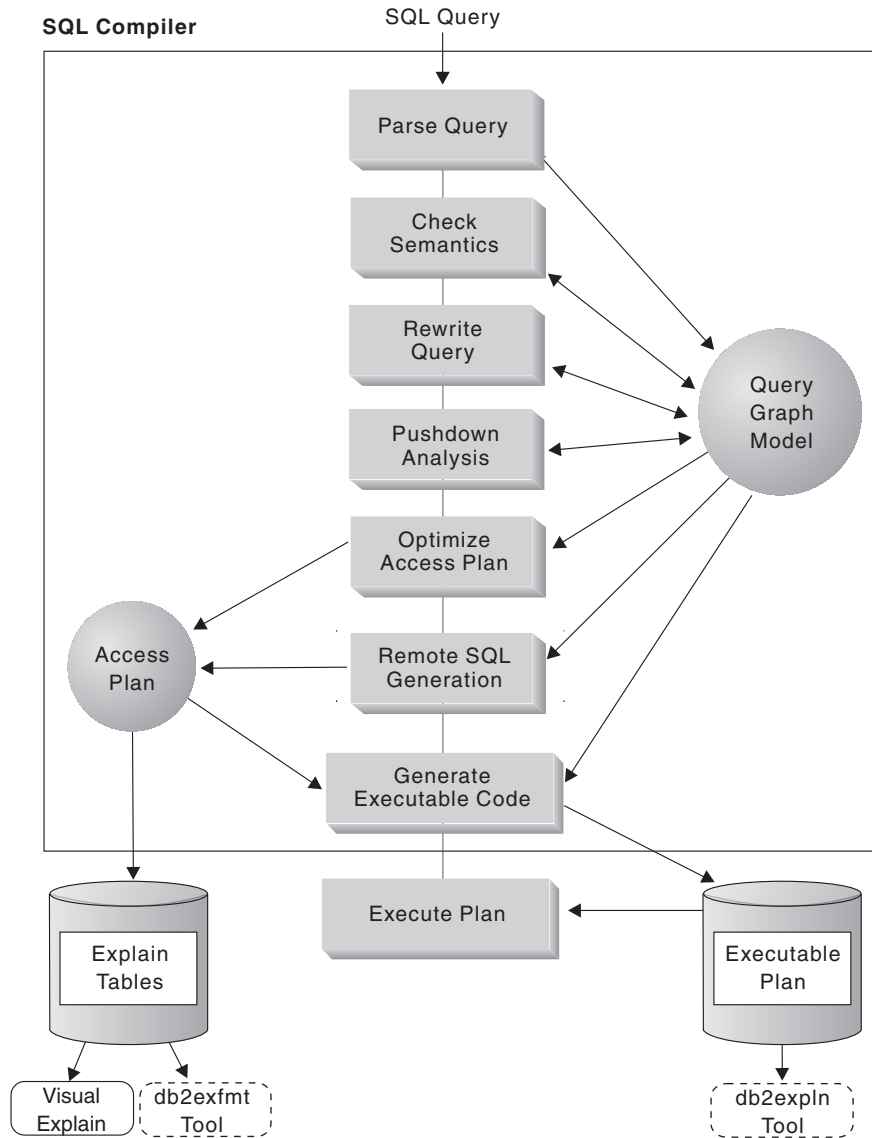 SQL Compiler
SQL Query
Parse Query
Check
Semantics
Rewrite
Query
Query
Graph
Model
Pushdown
Analysis
Optimize
Access Plan
Access
Plan
Remote SQL
Generation
Generate
Executable Code
Execute Plan
Explain
Tables
Executable
Plan
Visual
Explain
db2exfmt
Tool
db2expln
Tool